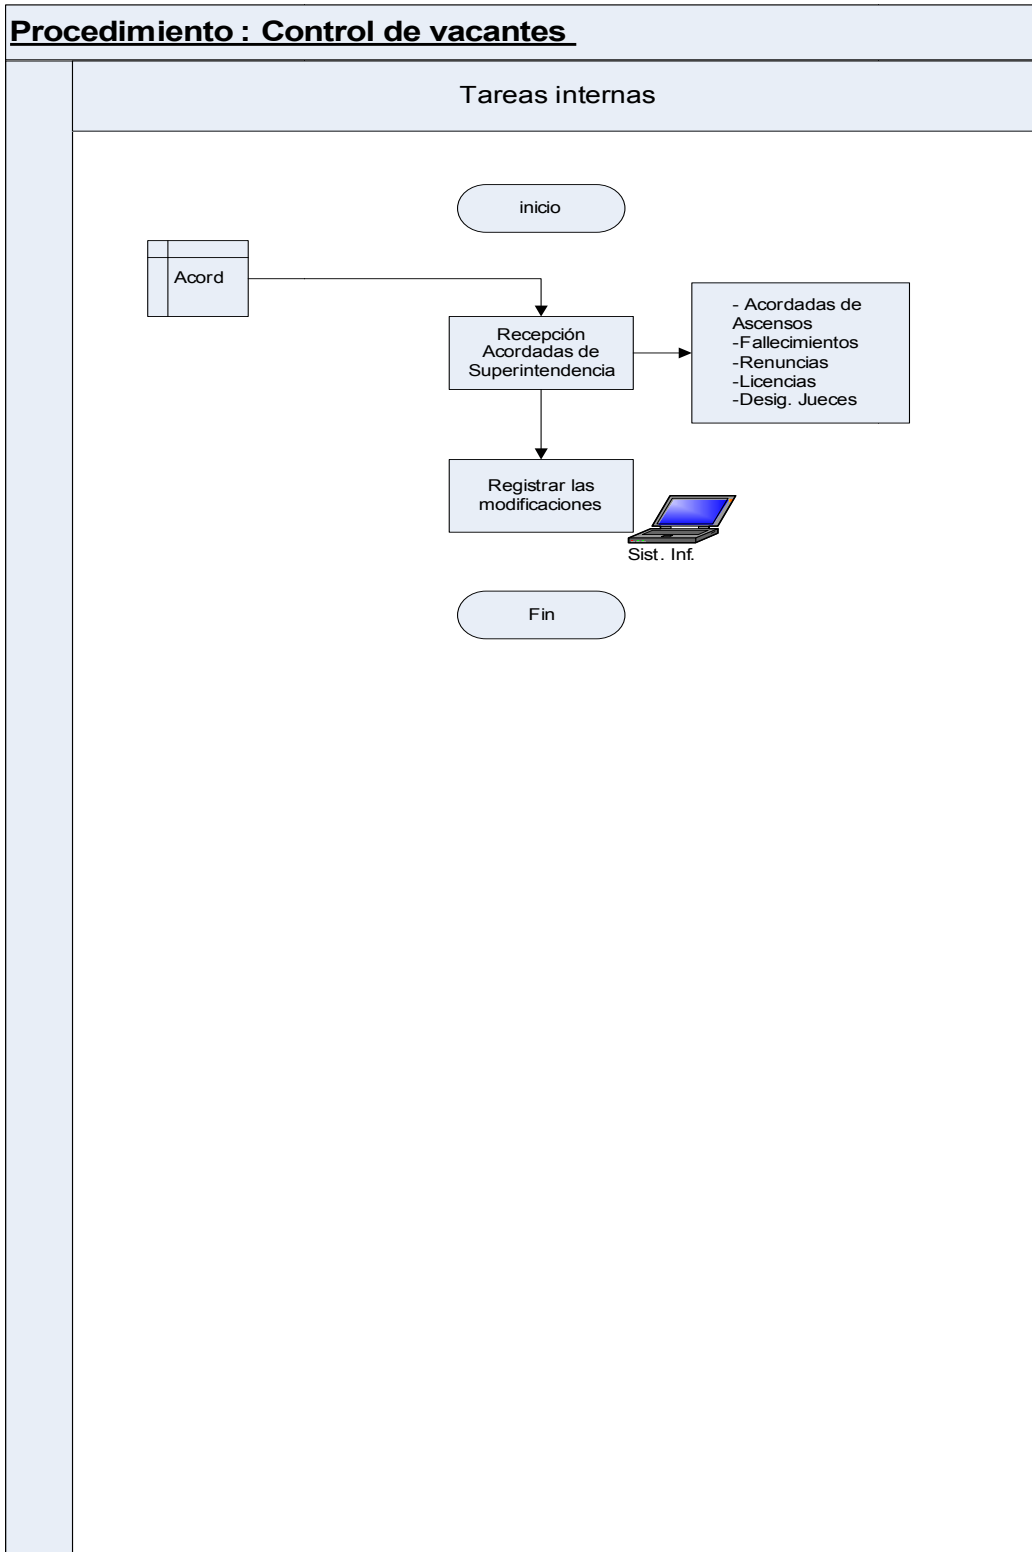 Procedimiento : Control de vacantes
Tareas internas
inicio
Acord
Recepción
Acordadas de
Superintendencia
- Acordadas de
Ascensos
-Fallecimientos
-Renuncias
-Licencias
-Desig. Jueces
Registrar las
modificaciones
Sist. Inf.
Fin